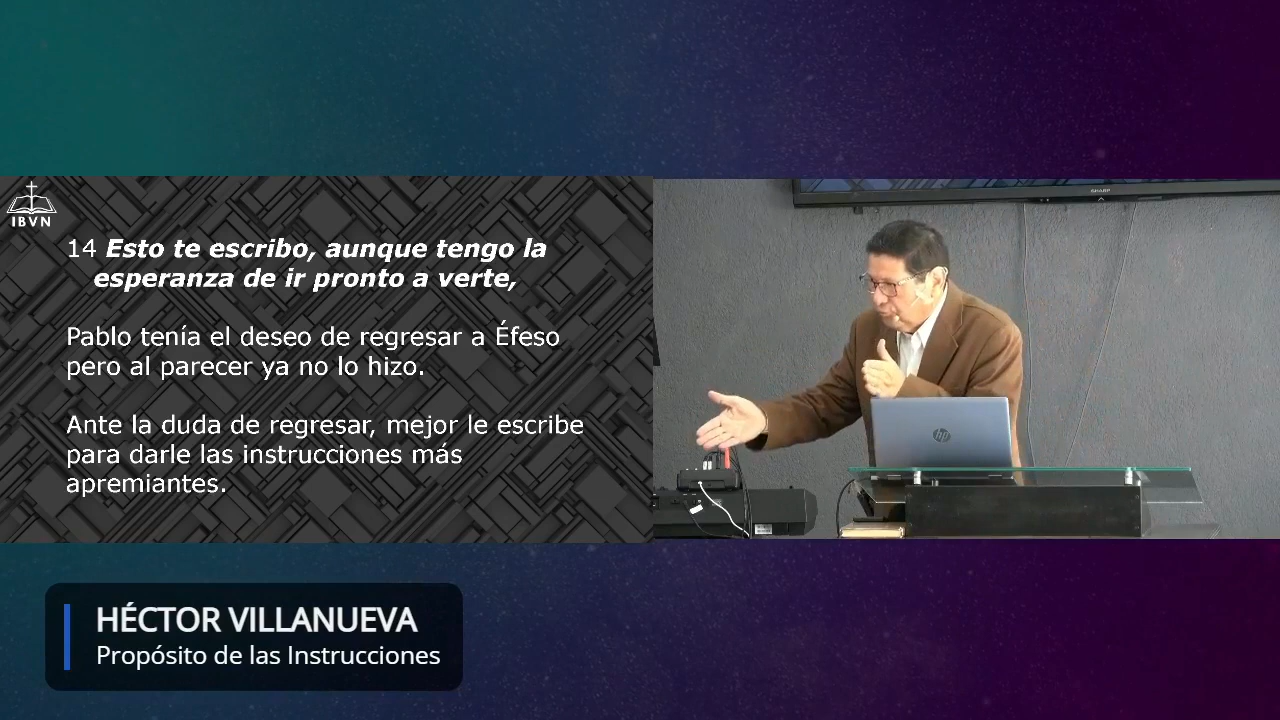 IBVN
14 Esto te escribo, aunque tengo la
esperanza de ir pronto a verte,
Pablo tenía el deseo de regresar a Éfeso
pero al parecer ya no lo hizo.
Ante la duda de regresar, mejor le escribe
para darle las instrucciones más
apremiantes.
SHARP
hp
HÉCTOR VILLANUEVA
Propósito de las Instrucciones